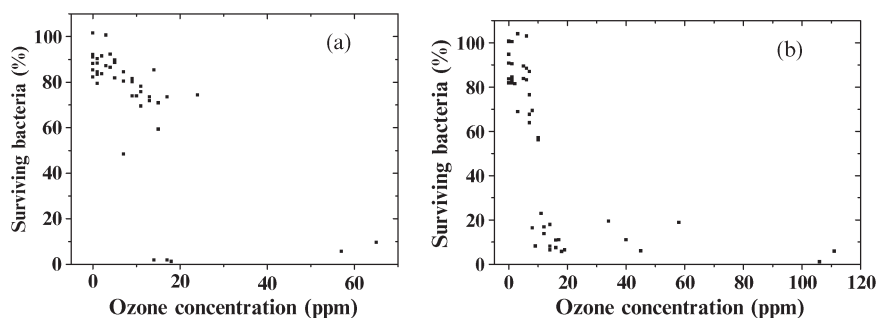 (a)
Surviving bacteria (%)
100
80
60
40
20
0
0 20 40 60
Ozone concentration (ppm)
(b)
Surviving bacteria (%)
100
80
60
40
20
0
0 20 40 60 80 100 120
Ozone concentration (ppm)